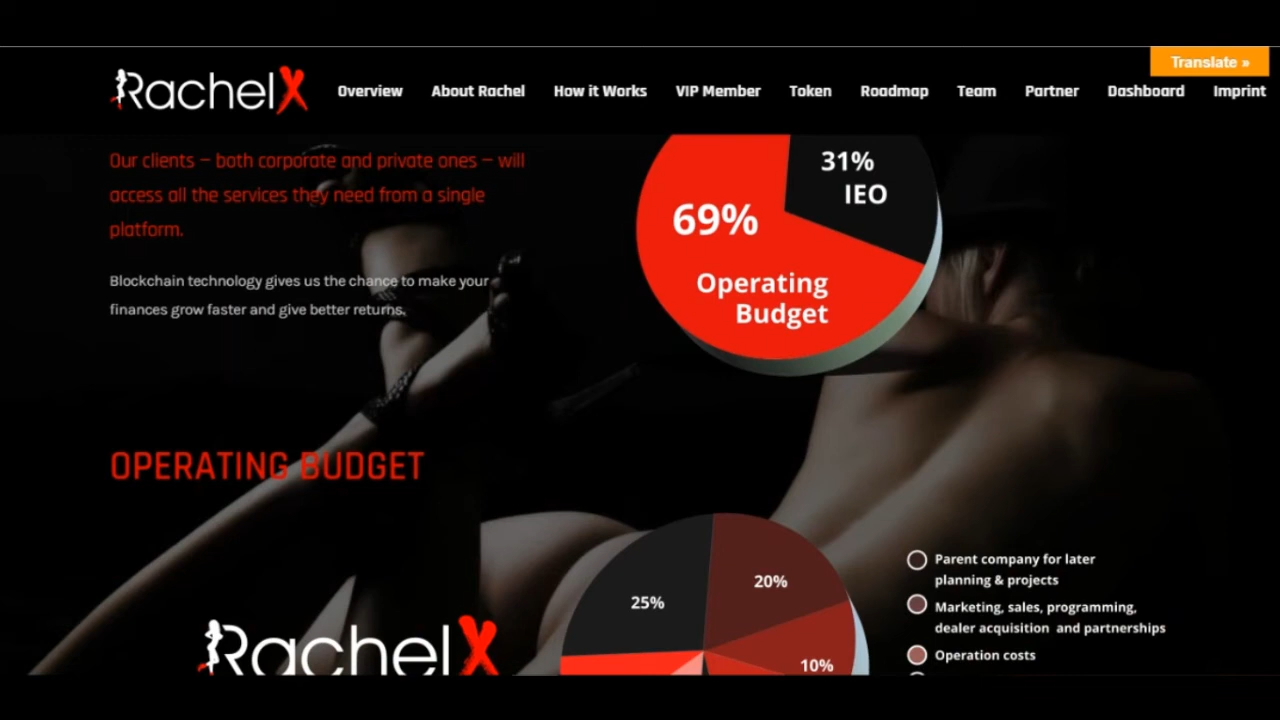 Translate »
RachelX
Overview
About Rachel
How it Works
VIP Member
Token
Roadmap
Team
Partner
Dashboard
Imprint
Our clients – both corporate and private ones – will
access all the services they need from a single
platform.
Blockchain technology gives us the chance to make your
finances grow faster and give better returns.
31%
IEO
69%
Operating
Budget
OPERATING BUDGET
25%
20%
10%
Parent company for later
planning & projects
Marketing, sales, programming,
dealer acquisition and partnerships
Operation costs
RachelX